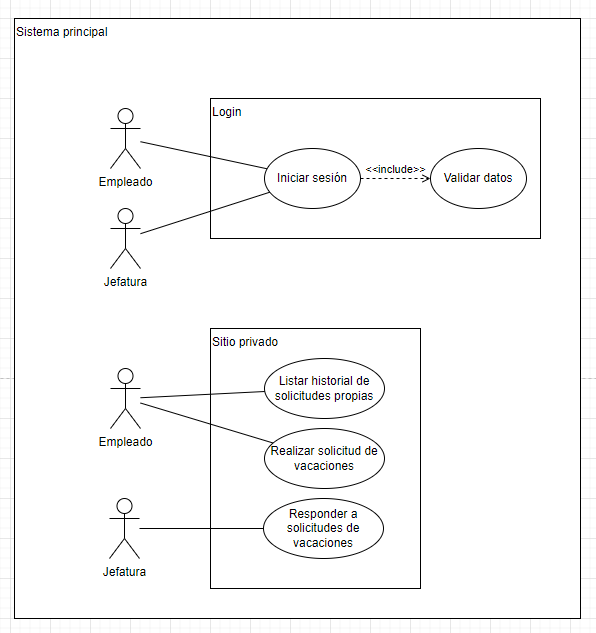 Sistema principal
Login
Empleado
Iniciar sesión
<<include>>
Validar datos
Jefatura
Sitio privado
Listar historial de
solicitudes propias
Empleado
Realizar solicitud de
vacaciones
Responder a
solicitudes de
vacaciones
Jefatura